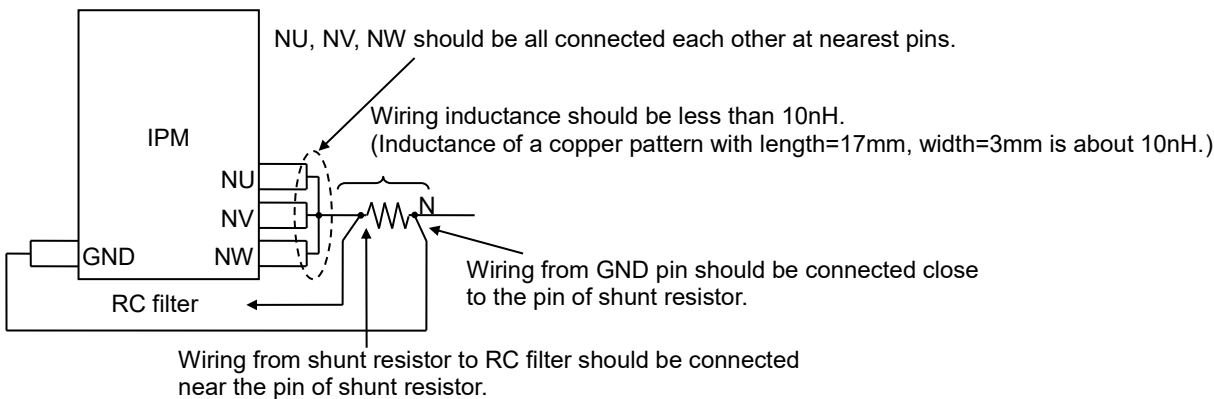 NU, NV, NW should be all connected each other at nearest pins.
Wiring inductance should be less than 10nH.
(Inductance of a copper pattern with length=17mm, width=3mm is about 10nH.)
IPM
NU
NV
N
GND
NW
Wiring from GND pin should be connected close
to the pin of shunt resistor.
RC filter
Wiring from shunt resistor to RC filter should be connected
near the pin of shunt resistor.